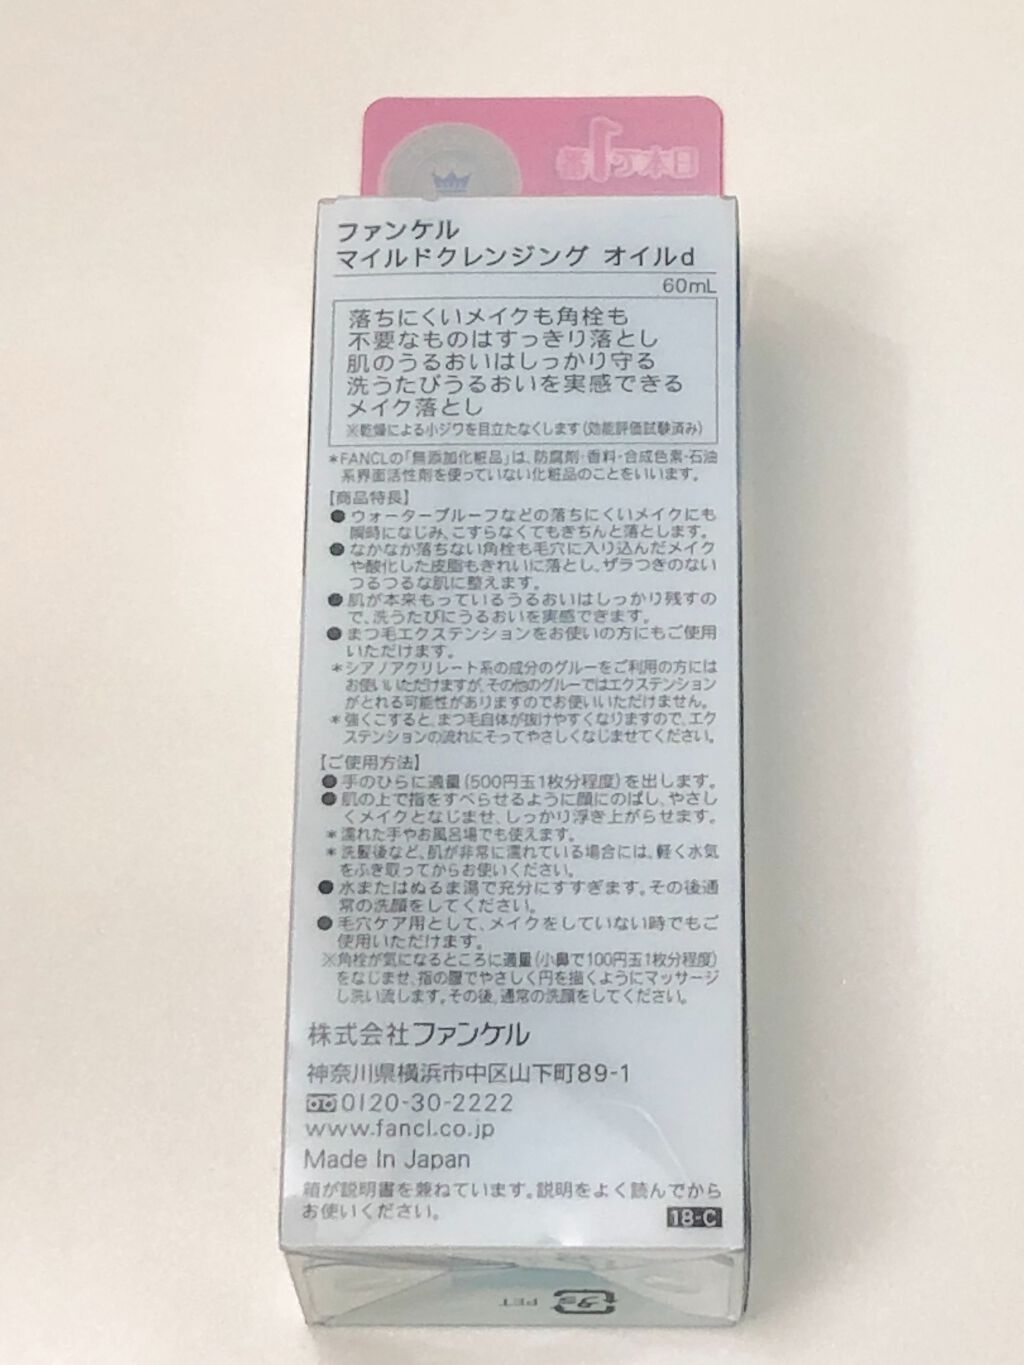 ファンケル
マイルドクレンジング オイルd
60mL
落ちにくいメイクも角栓も
不要なものはすっきり落とし
肌のうるおいはしっかり守る
洗うたびうるおいを実感できる
メイク落とし
※乾燥による小ジワを目立たなくします(効能評価試験済み)
*FANCLの「無添加化粧品」は、防腐剤・香料・合成色素・石油
系界面活性剤を使っていない化粧品のことをいいます。
【商品特長】
●ウォータープルーフなどの落ちにくいメイクにも
瞬時になじみ、こすらなくてもきちんと落とします。
●なかなか落ちない角栓も毛穴に入り込んだメイク
や酸化した皮脂もきれいに落とし、ザラつきのない
つるつるな肌に整えます。
●肌が本来もっているうるおいはしっかり残すの
で、洗うたびにうるおいを実感できます。
●まつ毛エクステンションをお使いの方にもご使用
いただけます。
*シアノアクリレート系の成分のグルーをご利用の方には
お使いいただけますが、その他のグルーではエクステンション
がとれる可能性がありますのでお使いいただけません。
*強くこすると、まつ毛自体が抜けやすくなりますので、エク
ステンションの流れにそってやさしくなじませてください。
【ご使用方法】
●手のひらに適量(500円玉1枚分程度)を出します。
●肌の上で指をすべらせるように顔にのばし、やさし
くメイクとなじませ、しっかり浮き上がらせます。
*濡れた手やお風呂場でも使えます。
*洗髪後など、肌が非常に濡れている場合には、軽く水気
をふき取ってからお使いください。
●水またはぬるま湯で充分にすすぎます。その後通
常の洗顔をしてください。
●毛穴ケア用として、メイクをしていない時でもご
使用いただけます。
※角栓が気になるところに適量(小鼻で100円玉1枚分程度)
をなじませ、指の腹でやさしく円を描くようにマッサージ
し洗い流します。その後、通常の洗顔をしてください。
株式会社ファンケル
神奈川県横浜市中区山下町89-1
0120-30-2222
www.fancl.co.jp
Made In Japan
箱が説明書を兼ねています。説明をよく読んでから
お使いください。
18-C
PET